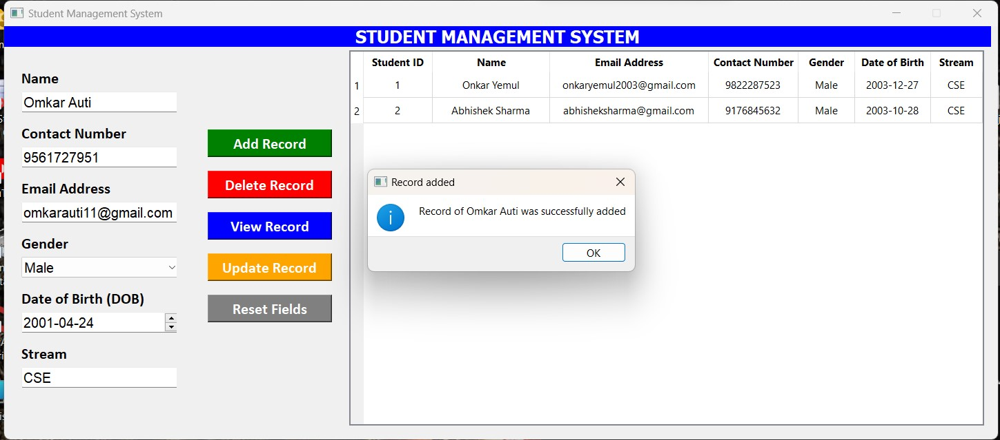 Student Management System
STUDENT MANAGEMENT SYSTEM
Name
Omkar Auti
Contact Number
9561727951
Email Address
omkarauti11@gmail.com
Gender
Male
Date of Birth (DOB)
2001-04-24
Stream
CSE
Add Record
Delete Record
View Record
Update Record
Reset Fields
Student ID Name Email Address Contact Number Gender Date of Birth Stream
1 1 Onkar Yemul onkaryemul2003@gmail.com 9822287523 Male 2003-12-27 CSE
2 2 Abhishek Sharma abhisheksharma@gmail.com 9176845632 Male 2003-10-28 CSE
Record added
Record of Omkar Auti was successfully added
OK